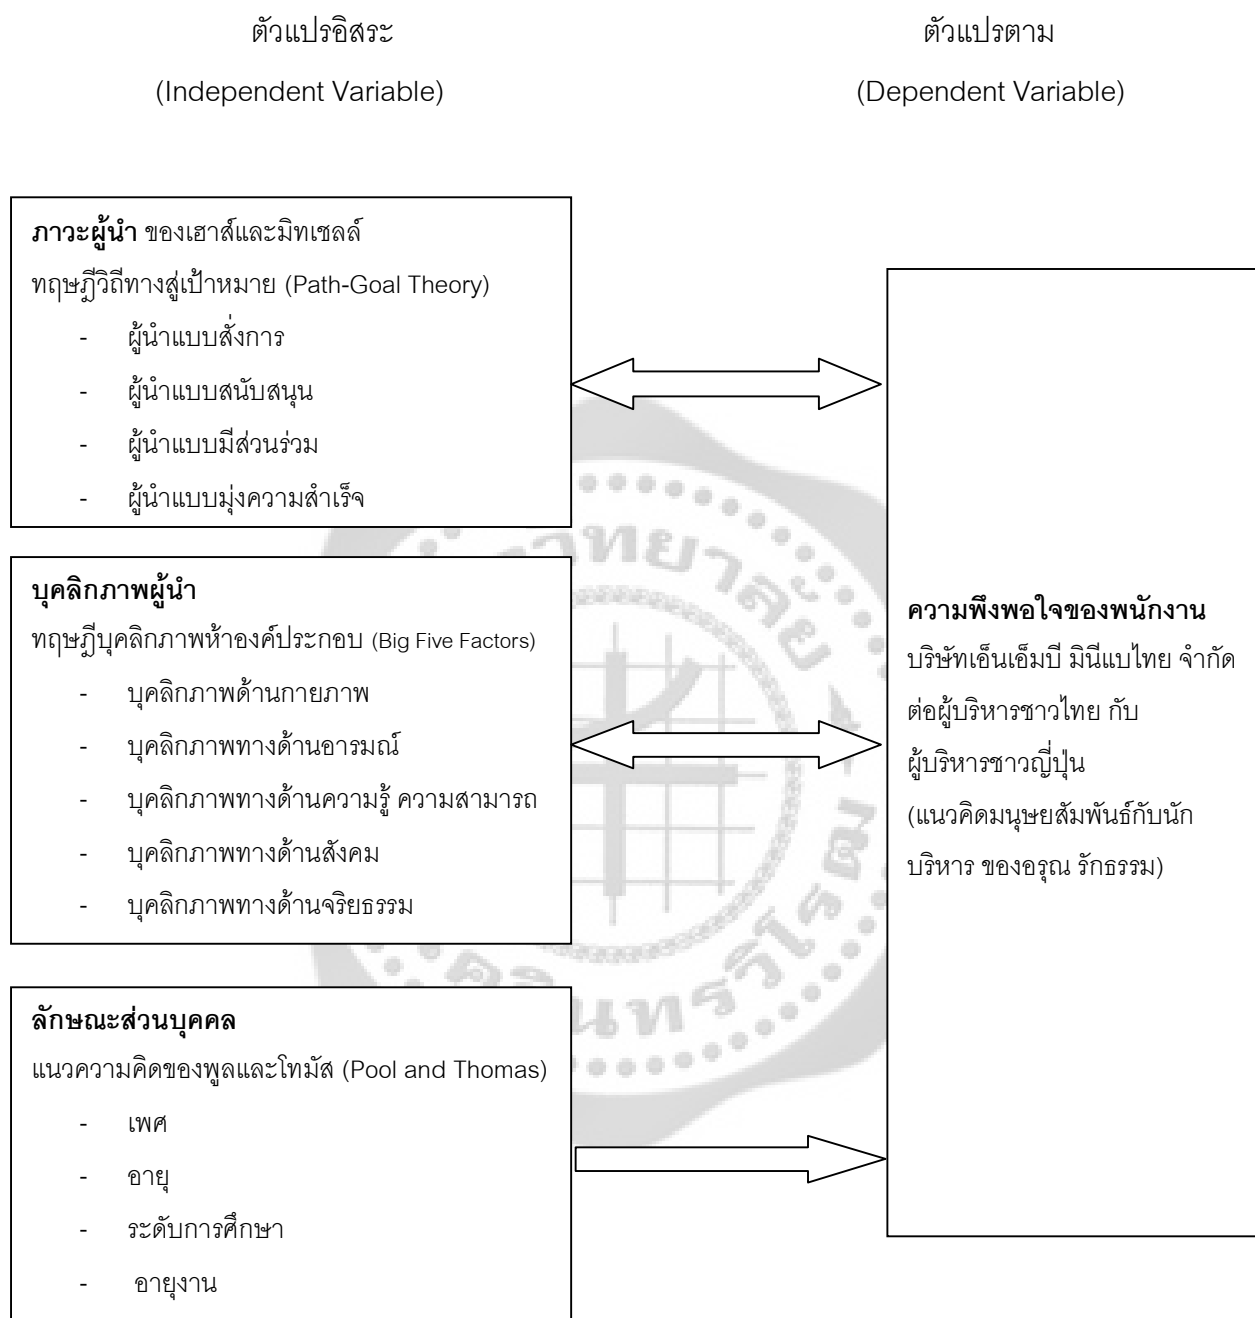 ตัวแปรอิสระ
(Independent Variable)
ตัวแปรตาม
(Dependent Variable)
ภาวะผู้นำ ของเฮาส์และมิทเชลล์
ทฤษฎีวิถีทางสู่เป้าหมาย (Path-Goal Theory)
- ผู้นำแบบสั่งการ
- ผู้นำแบบสนับสนุน
- ผู้นำแบบมีส่วนร่วม
- ผู้นำแบบมุ่งความสำเร็จ
บุคลิกภาพผู้นำ
ทฤษฎีบุคลิกภาพห้าองค์ประกอบ (Big Five Factors)
- บุคลิกภาพด้านกายภาพ
- บุคลิกภาพทางด้านอารมณ์
- บุคลิกภาพทางด้านความรู้ ความสามารถ
- บุคลิกภาพทางด้านสังคม
- บุคลิกภาพทางด้านจริยธรรม
ลักษณะส่วนบุคคล
แนวความคิดของพูลและโทมัส (Pool and Thomas)
- เพศ
- อายุ
- ระดับการศึกษา
- อายุงาน
ความพึงพอใจของพนักงาน
บริษัทเอ็นเอ็มบี มินีแบไทย จำกัด
ต่อผู้บริหารชาวไทย กับ
ผู้บริหารชาวญี่ปุ่น
(แนวคิดมนุษยสัมพันธ์กับนัก
บริหาร ของอรุณ รักธรรม)